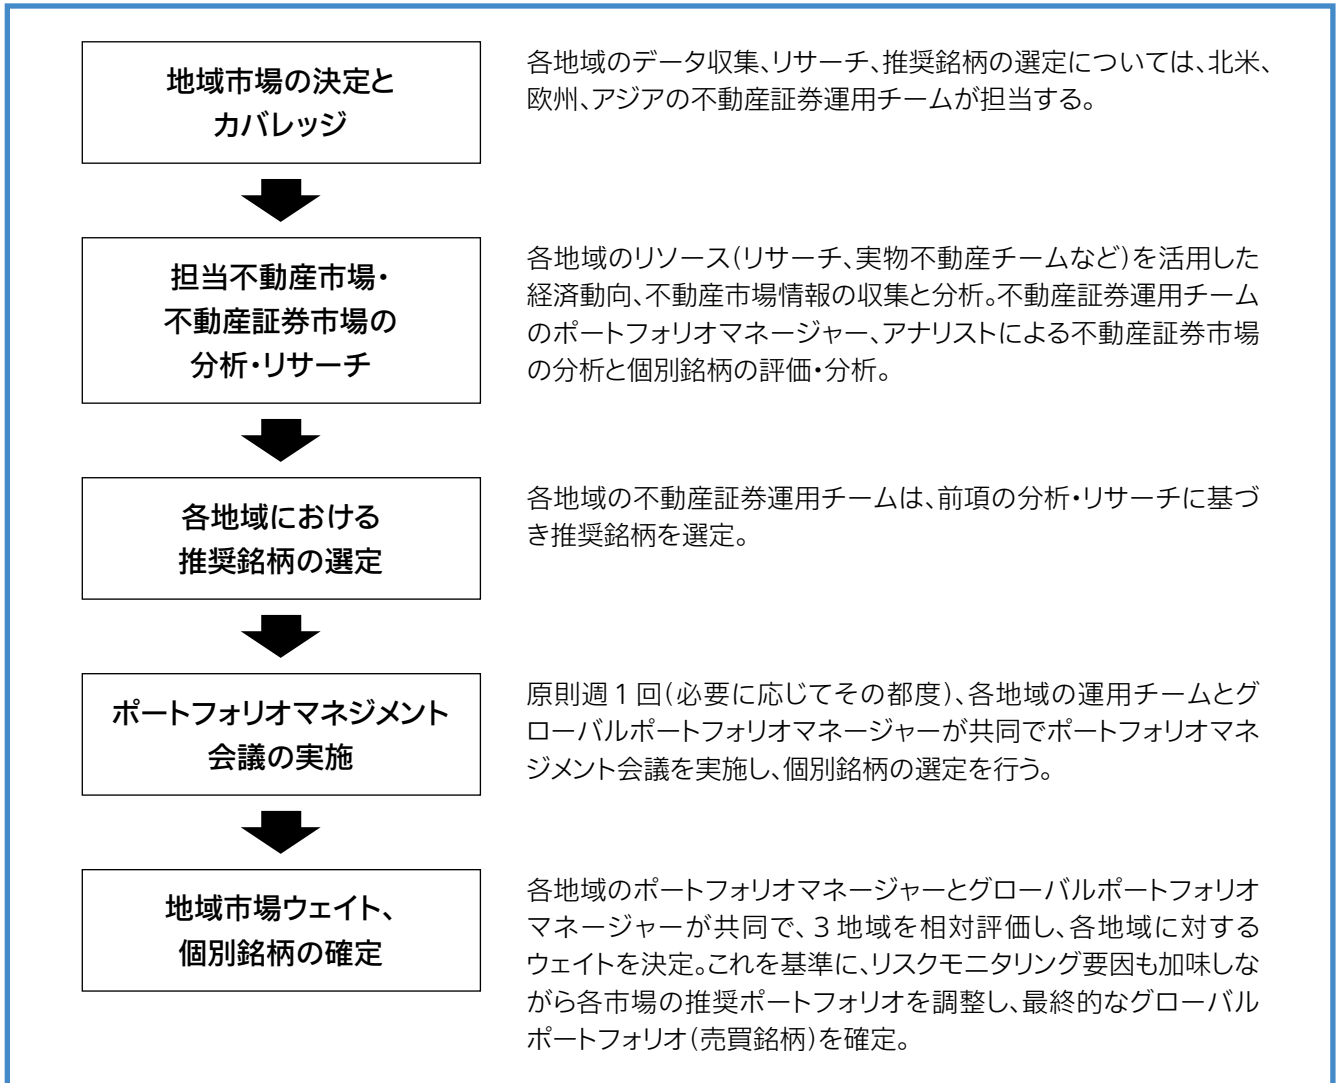 地域市場の決定と
カバレッジ
各地域のデータ収集、リサーチ、推奨銘柄の選定については、北米、
欧州、アジアの不動産証券運用チームが担当する。
担当不動産市場・
不動産証券市場の
分析・リサーチ
各地域のリソース(リサーチ、実物不動産チームなど)を活用した
経済動向、不動産市場情報の収集と分析。不動産証券運用チーム
のポートフォリオマネージャー、アナリストによる不動産証券市場
の分析と個別銘柄の評価・分析。
各地域における
推奨銘柄の選定
各地域の不動産証券運用チームは、前項の分析・リサーチに基づ
き推奨銘柄を選定。
ポートフォリオマネジメント
会議の実施
原則週1回(必要に応じてその都度)、各地域の運用チームとグ
ローバルポートフォリオマネージャーが共同でポートフォリオマネ
ジメント会議を実施し、個別銘柄の選定を行う。
地域市場ウェイト、
個別銘柄の確定
各地域のポートフォリオマネージャーとグローバルポートフォリオ
マネージャーが共同で、3地域を相対評価し、各地域に対する
ウェイトを決定。これを基準に、リスクモニタリング要因も加味しな
がら各市場の推奨ポートフォリオを調整し、最終的なグローバル
ポートフォリオ(売買銘柄)を確定。